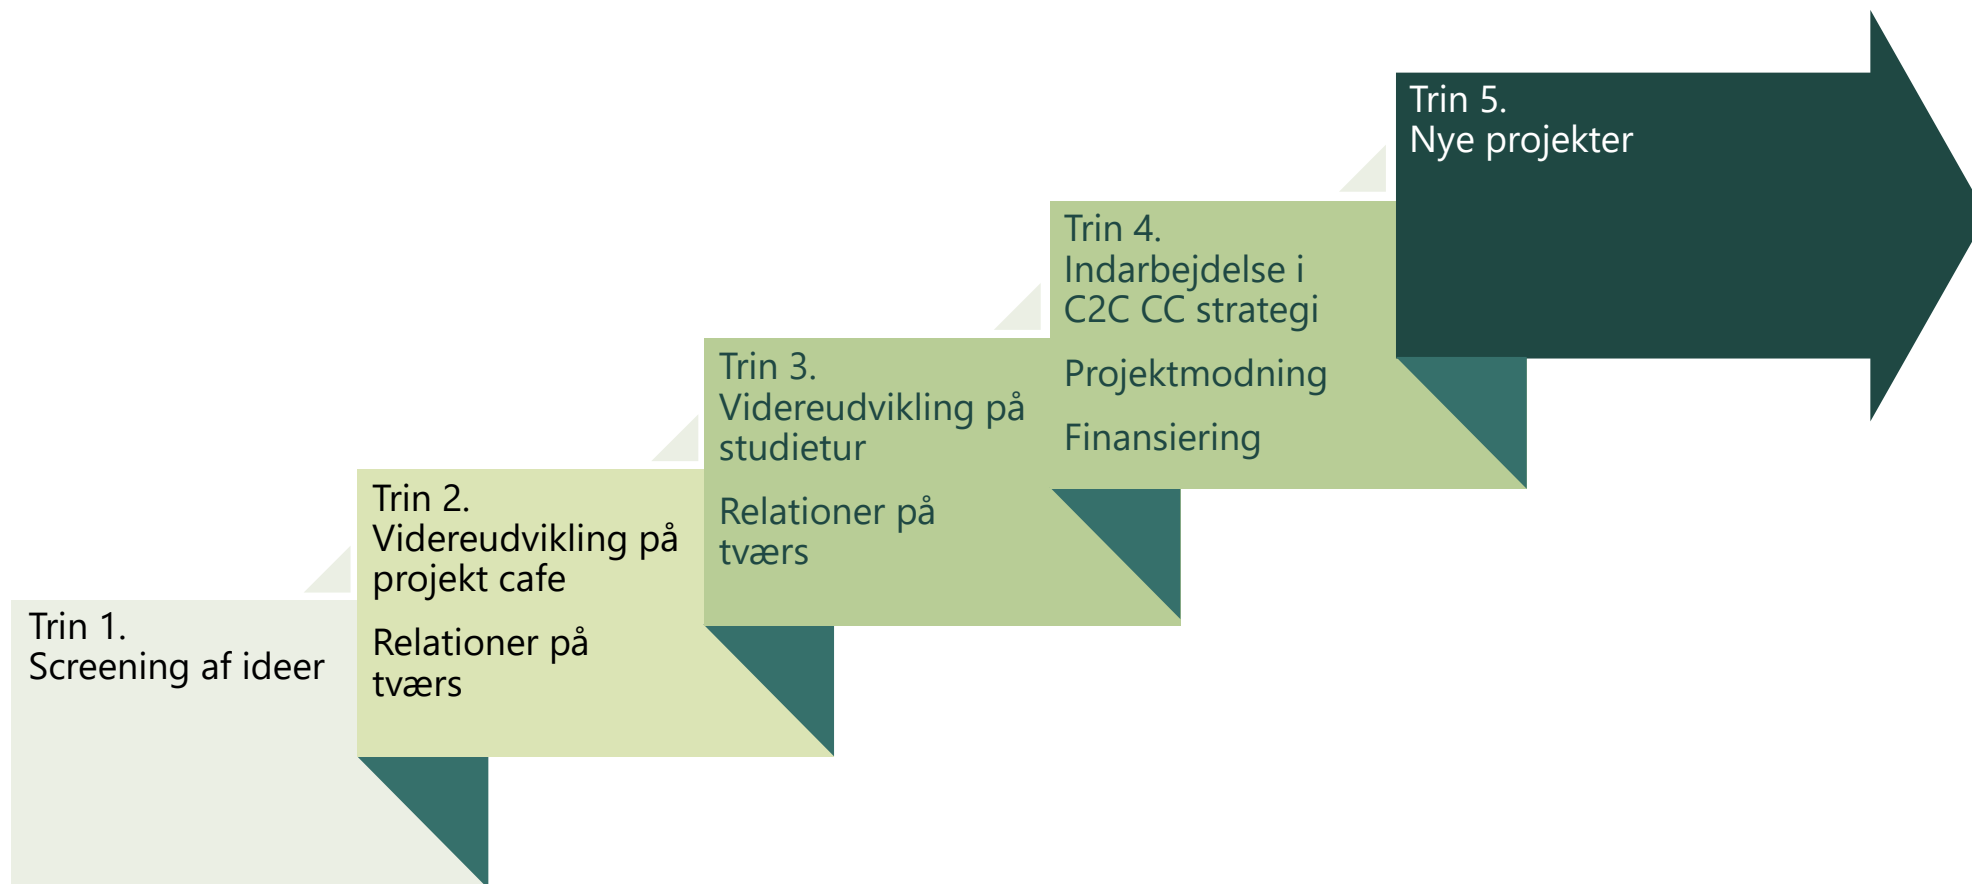 Trin 1.
Screening af ideer
Trin 2.
Videreudvikling på
projekt cafe
Relationer på
tværs
Trin 3.
Videreudvikling på
studietur
Relationer på
tværs
Trin 4.
Indarbejdelse i
C2C CC strategi
Projektmodning
Finansiering
Trin 5.
Nye projekter